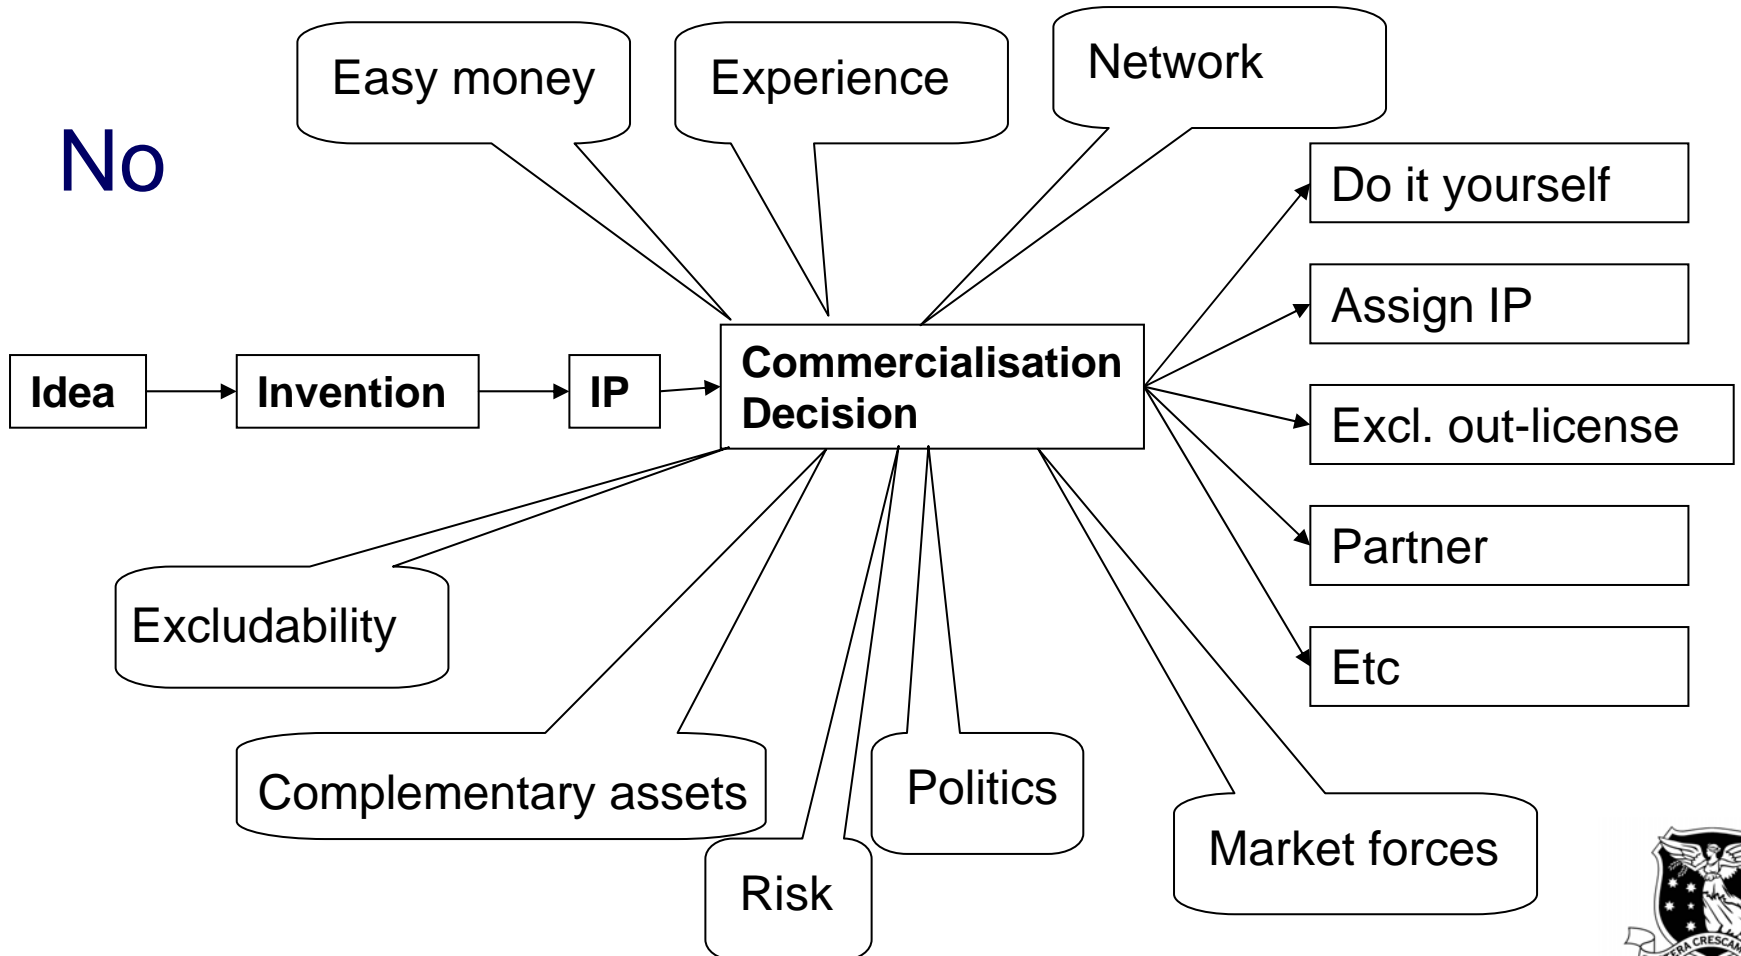 Easy money
Experience
Network
No
Do it yourself
Assign IP
Idea
Invention
IP
Commercialisation
Decision
Excl. out-license
Partner
Excludability
Etc
Complementary assets
Politics
Market forces
Risk